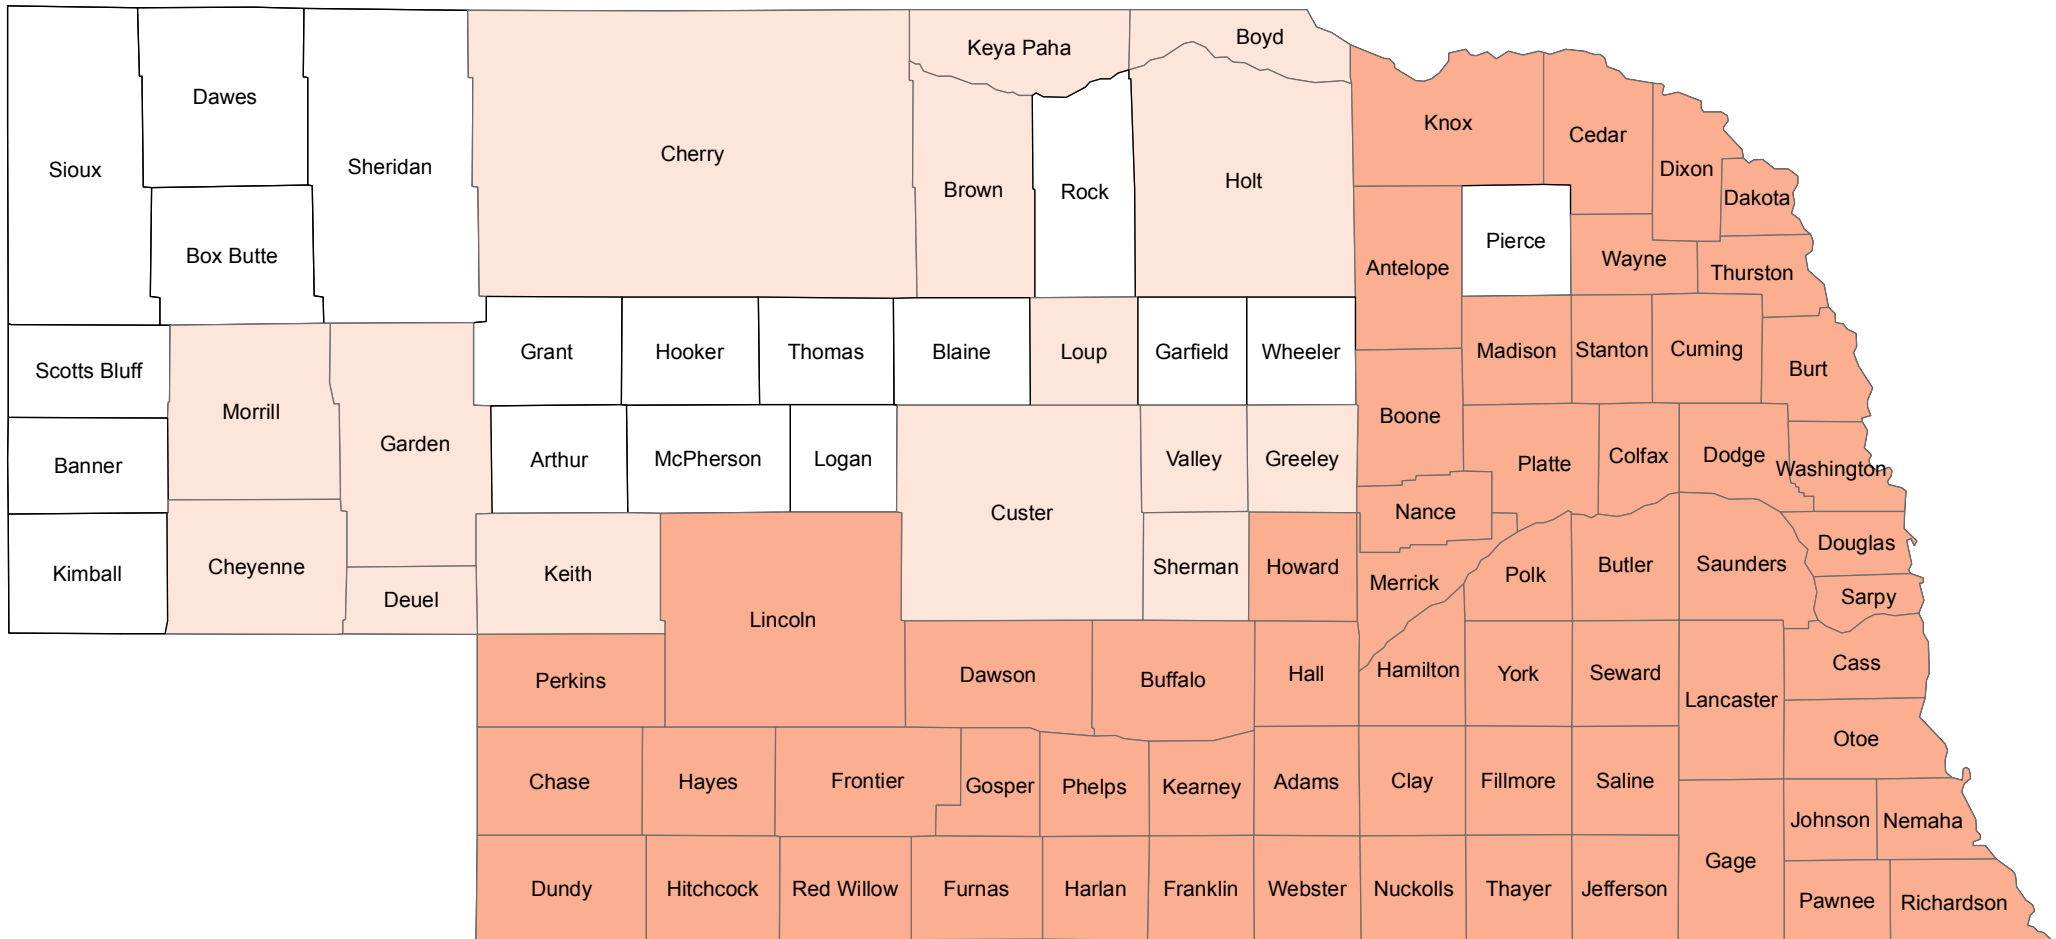 Keya Paha
Boyd
Dawes
Knox
Cedar
Cherry
Sioux
Sheridan
Dixon
Holt
Brown
Rock
Dakota
Pierce
Box Butte
Wayne
Antelope
Thurston
Grant
Hooker
Thomas
Blaine
Loup
Garfield
Wheeler
Madison
Stanton
Cuming
Scotts Bluff
Burt
Morrill
Boone
Garden
Banner
Arthur
McPherson
Logan
Valley
Greeley
Platte
Colfax
Dodge
Washington
Custer
Nance
Douglas
Kimball
Cheyenne
Keith
Sherman
Howard
Merrick
Polk
Butler
Saunders
Deuel
Sarpy
Lincoln
Perkins
Dawson
Buffalo
Hall
Hamilton
York
Seward
Cass
Lancaster
Otoe
Chase
Hayes
Frontier
Gosper
Phelps
Kearney
Adams
Clay
Fillmore
Saline
Johnson
Nemaha
Gage
Dundy
Hitchcock
Red Willow
Furnas
Harlan
Franklin
Webster
Nuckolls
Thayer
Jefferson
Pawnee
Richardson